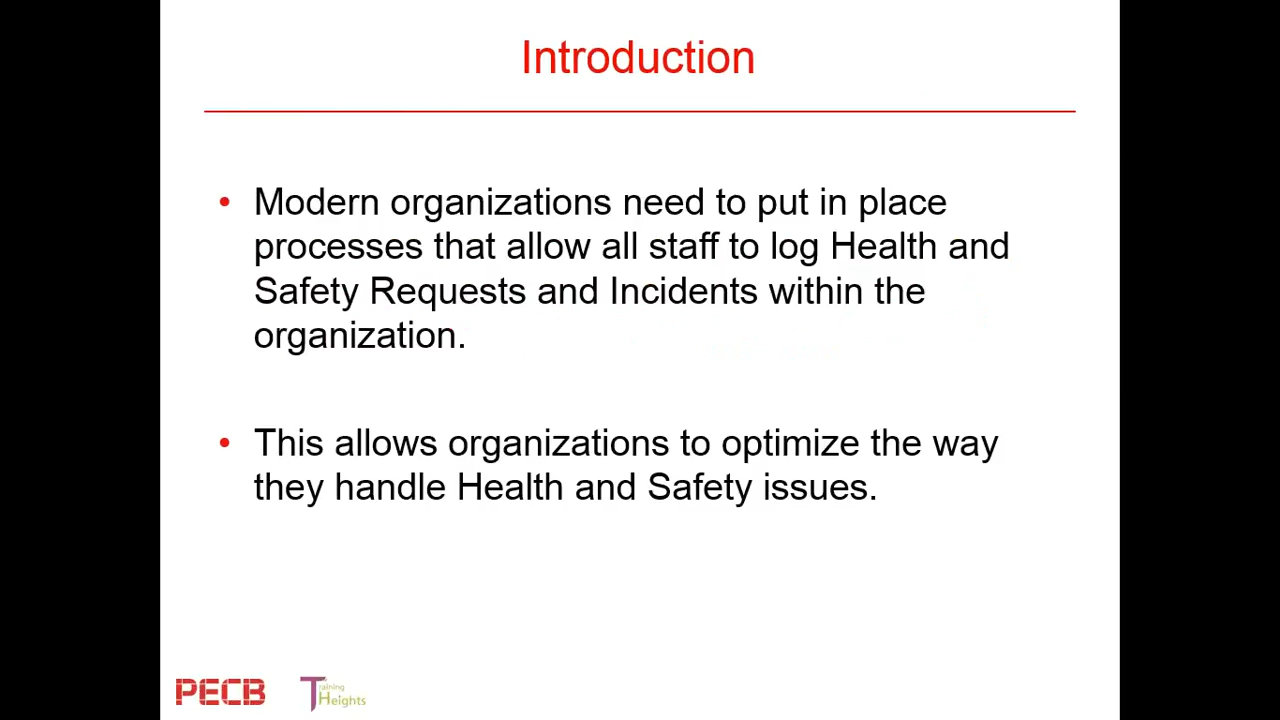 Introduction
• Modern organizations need to put in place
processes that allow all staff to log Health and
Safety Requests and Incidents within the
organization.
• This allows organizations to optimize the way
they handle Health and Safety issues.
PECB
Training
Heights